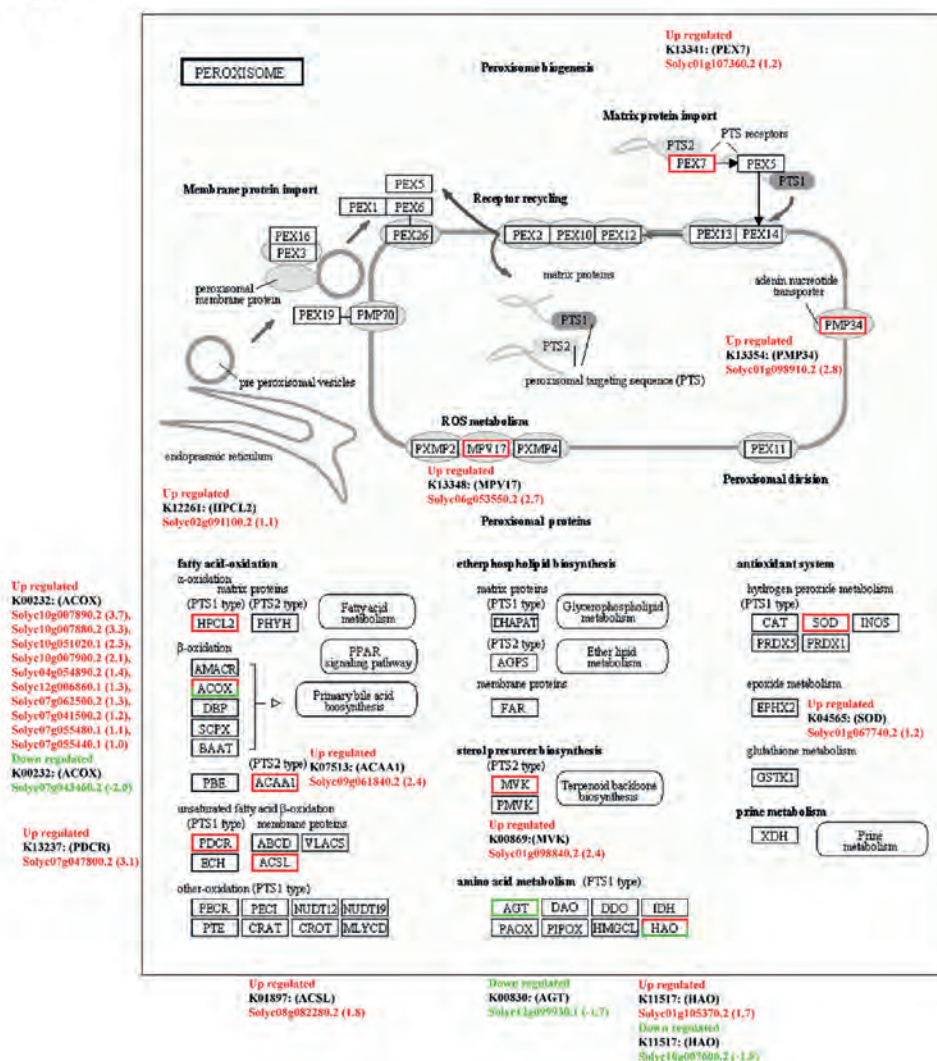 Up regulated
K13341: (PEX7)
Solyc01g107360.2 (1.2)
PEROXISOME
Peroxisome biogenesis
Matrix protein import
PTS2
PTS receptors
PEX7
PEX5
PTS1
Membrane protein import
PEX5
PEX1
PEX6
PEX26
Receptor recycling
PEX2
PEX10
PEX12
PEX13
PEX14
PEX16
PEX3
peroxisomal
membrane protein
matrix proteins
adenin nucreotide
transporter
PEX19
PMP70
PTS1
PTS2
PMP34
Up regulated
K13354: (PMP34)
Solyc01g098910.2 (2.8)
pre peroxisomal vesicles
peroxisomal targeting sequence (PTS)
ROS metabolism
PXMP2
MPV17
PXMP4
PEX11
endoprasmic reticulum
Up regulated
K13348: (MPV17)
Solyc06g053550.2 (2.7)
Peroxisomal division
Up regulated
K12261: (HPCL2)
Solyc02g091100.2 (1.1)
Peroxisomal proteins
Up regulated
K00232: (ACOX)
Solyc10g007890.2 (3.7),
Solyc10g007880.2 (3.3),
Solyc10g051020.1 (2.3),
Solyc10g007900.2 (2.1),
Solyc04g054890.2 (1.4),
Solyc12g006860.1 (1.3),
Solyc07g062500.2 (1.3),
Solyc07g041500.2 (1.2),
Solyc07g055480.1 (1.1),
Solyc07g055440.1 (1.0)
Down regulated
K00232: (ACOX)
Solyc07g043460.2 (-2.0)
fatty acid-oxidation
α-oxidation
matrix proteins
(PTS1 type)
(PTS2 type)
HPCL2
PHYH
Fatty acid
metabolism
β-oxidation
PPAR
signaling pathway
AMACR
ACOX
DBP
SCPX
BAAT
Primary bile acid
biosynthesis
(PTS2 type)
PBE
ACAA1
Up regulated
K07513: (ACAA1)
Solyc09g061840.2 (2.4)
unsaturated fatty acid β-oxidation
(PTS1 type)
membrane proteins
PDCR
ABCD
VLACS
ECH
ACSL
Up regulated
K13237: (PDCR)
Solyc07g047800.2 (3.1)
other-oxidation (PTS1 type)
PECR
PECI
NUDT12
NUDT19
PTE
CRAT
CROT
MLYCD
etherphospholipid biosynthesis
matrix proteins
(PTS1 type)
DHAPAT
Glycerophospholipid
metabolism
(PTS2 type)
AGPS
Ether lipid
metabolism
membrane proteins
FAR
sterol precurcer biosynthesis
(PTS2 type)
MVK
PMVK
Terpenoid backbone
biosynthesis
Up regulated
K00869:(MVK)
Solyc01g098840.2 (2.4)
amino acid metabolism (PTS1 type)
AGT
DAO
DDO
IDH
PAOX
PIPOX
HMGCL
HAO
antioxidant system
hydrogen peroxide metabolism
(PTS1 type)
CAT
SOD
INOS
PRDX5
PRDX1
epoxide metabolism
EPHX2
Up regulated
K04565: (SOD)
Solyc01g067740.2 (1.2)
glutathione metabolism
GSTK1
prine metabolism
XDH
Prine
metabolism
Up regulated
K01897: (ACSL)
Solyc08g082280.2 (1.8)
Down regulated
K00830: (AGT)
Solyc12g099930.1 (-1.7)
Up regulated
K11517: (HAO)
Solyc01g105370.2 (1.7)
Down regulated
K11517: (HAO)
Solyc10g007600.2 (-1.8)